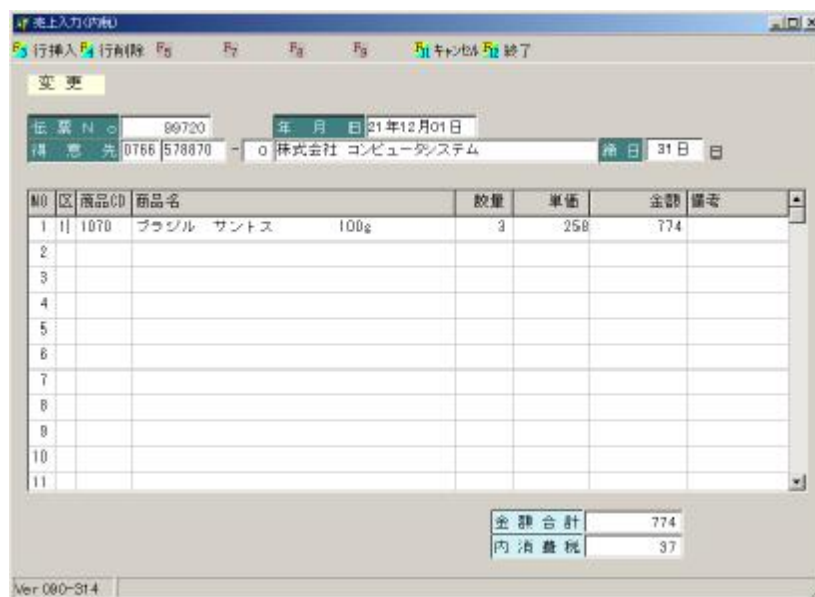 売上入力(内税)
F3 行挿入 F4 行削除 F5 F7 F8 F9 F11 キャンセル F12 終了
変 更
伝 票 N o 99720 年 月 日 21年12月01日
得 意 先 0766 578870 - 0 株式会社 コンピュータシステム 締 日 31日 日
NO 区 商品CD 商品名 数量 単価 金額 備考
1 1 1070 ブラジル サントス 100g 3 258 774
2
3
4
5
6
7
8
9
10
11
金 額 合 計 774
内 消 費 税 37
Ver 090-314